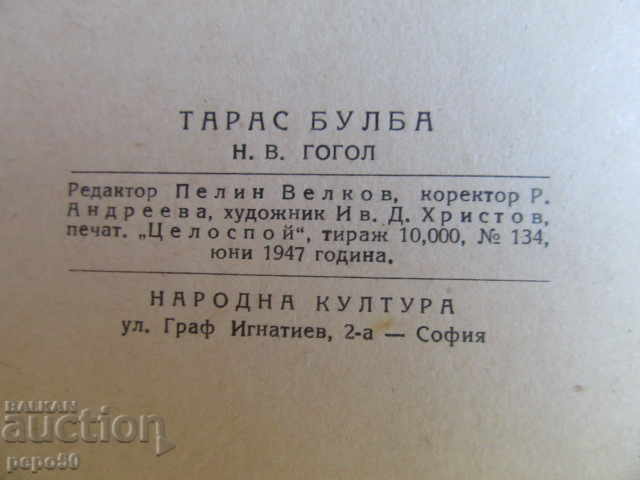 ТАРАС БУЛБА
Н. В. ГОГОЛ
Редактор Пелин Велков, коректор Р.
Андреева, художник Ив. Д. Христов,
печат. „Целоспой“, тираж 10,000, № 134,
юни 1947 година.
НАРОДНА КУЛТУРА
ул. Граф Игнатиев, 2-а — София
BALKAN
auction
pepo50